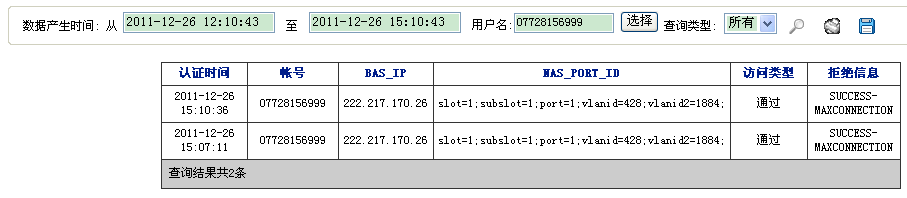 数据产生时间: 从 2011-12-26 12:10:43 至 2011-12-26 15:10:43 用户名: 07728156999 选择 查询类型: 所有
认证时间 帐号 BAS_IP NAS_PORT_ID 访问类型 拒绝信息
2011-12-26 15:10:36 07728156999 222.217.170.26 slot=1;subslot=1;port=1;vlanid=428;vlanid2=1884; 通过 SUCCESS-MAXCONNECTION
2011-12-26 15:07:11 07728156999 222.217.170.26 slot=1;subslot=1;port=1;vlanid=428;vlanid2=1884; 通过 SUCCESS-MAXCONNECTION
查询结果共2条